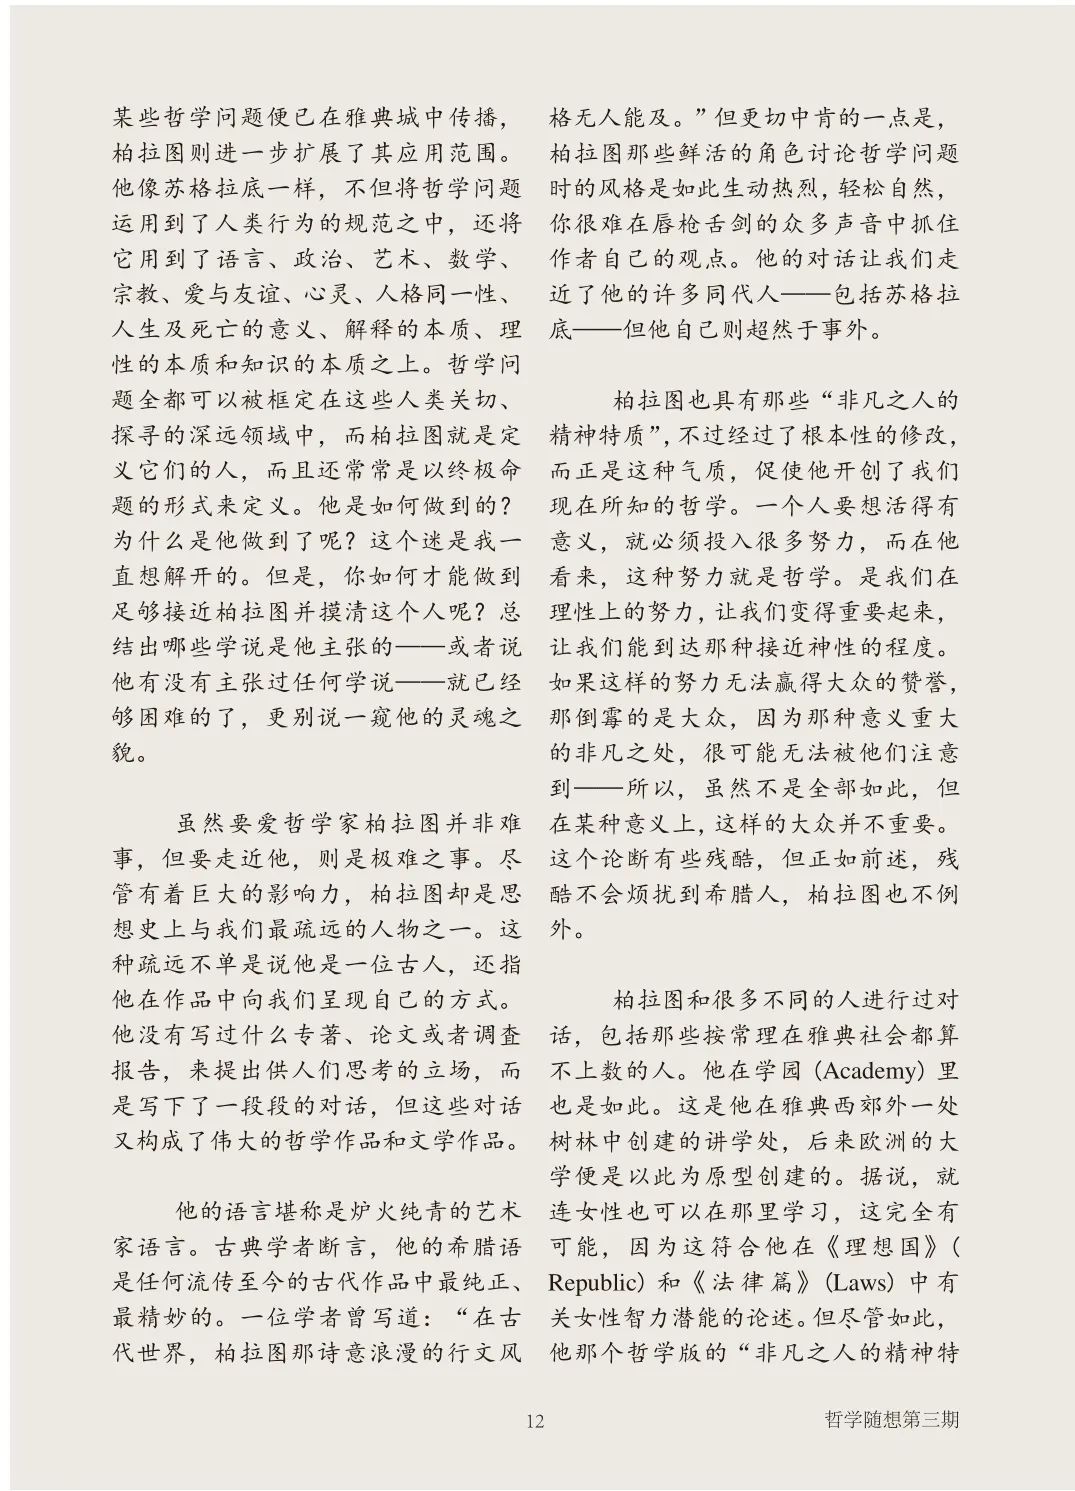 某些哲学问题便已在雅典城中传播，
柏拉图则进一步扩展了其应用范围。
他像苏格拉底一样，不但将哲学问题
运用到了人类行为的规范之中，还将
它用到了语言、政治、艺术、数学、
宗教、爱与友谊、心灵、人格同一性、
人生及死亡的意义、解释的本质、理
性的本质和知识的本质之上。哲学问
题全都可以被框定在这些人类关切、
探寻的深远领域中，而柏拉图就是定
义它们的人，而且还常常是以终极命
题的形式来定义。他是如何做到的？
为什么是他做到了呢？这个迷是我一
直想解开的。但是，你如何才能做到
足够接近柏拉图并摸清这个人呢？总
结出哪些学说是他主张的——或者说
他有没有主张过任何学说——就已经
够困难的了，更别说一窥他的灵魂之
貌。
虽然要爱哲学家柏拉图并非难
事，但要走近他，则是极难之事。尽
管有着巨大的影响力，柏拉图却是思
想史上与我们最疏远的人物之一。这
种疏远不单是说他是一位古人，还指
他在作品中向我们呈现自己的方式。
他没有写过什么专著、论文或者调查
报告，来提出供人们思考的立场，而
是写下了一段段的对话，但这些对话
又构成了伟大的哲学作品和文学作品。
他的语言堪称是炉火纯青的艺术
家语言。古典学者断言，他的希腊语
是任何流传至今的古代作品中最纯正、
最精妙的。一位学者曾写道：“在古
代世界，柏拉图那诗意浪漫的行文风
格无人能及。”但更切中肯的一点是，
柏拉图那些鲜活的角色讨论哲学问题
时的风格是如此生动热烈，轻松自然，
你很难在唇枪舌剑的众多声音中抓住
作者自己的观点。他的对话让我们走
近了他的许多同代人——包括苏格拉
底——但他自己则超然于事外。
柏拉图也具有那些“非凡之人的
精神特质”，不过经过了根本性的修改，
而正是这种气质，促使他开创了我们
现在所知的哲学。一个人要想活得有
意义，就必须投入很多努力，而在他
看来，这种努力就是哲学。是我们在
理性上的努力，让我们变得重要起来，
让我们能到达那种接近神性的程度。
如果这样的努力无法赢得大众的赞誉，
那倒霉的是大众，因为那种意义重大
的非凡之处，很可能无法被他们注意
到——所以，虽然不是全部如此，但
在某种意义上，这样的大众并不重要。
这个论断有些残酷，但正如前述，残
酷不会烦扰到希腊人，柏拉图也不例
外。
柏拉图和很多不同的人进行过对
话，包括那些按常理在雅典社会都算
不上数的人。他在学园（Academy）里
也是如此。这是他在雅典西郊外一处
树林中创建的讲学处，后来欧洲的大
学便是以此为原型创建的。据说，就
连女性也可以在那里学习，这完全有
可能，因为这符合他在《理想国》（
Republic）和《法律篇》（Laws）中有
关女性智力潜能的论述。但尽管如此，
他那个哲学版的“非凡之人的精神特
12
哲学随想第三期